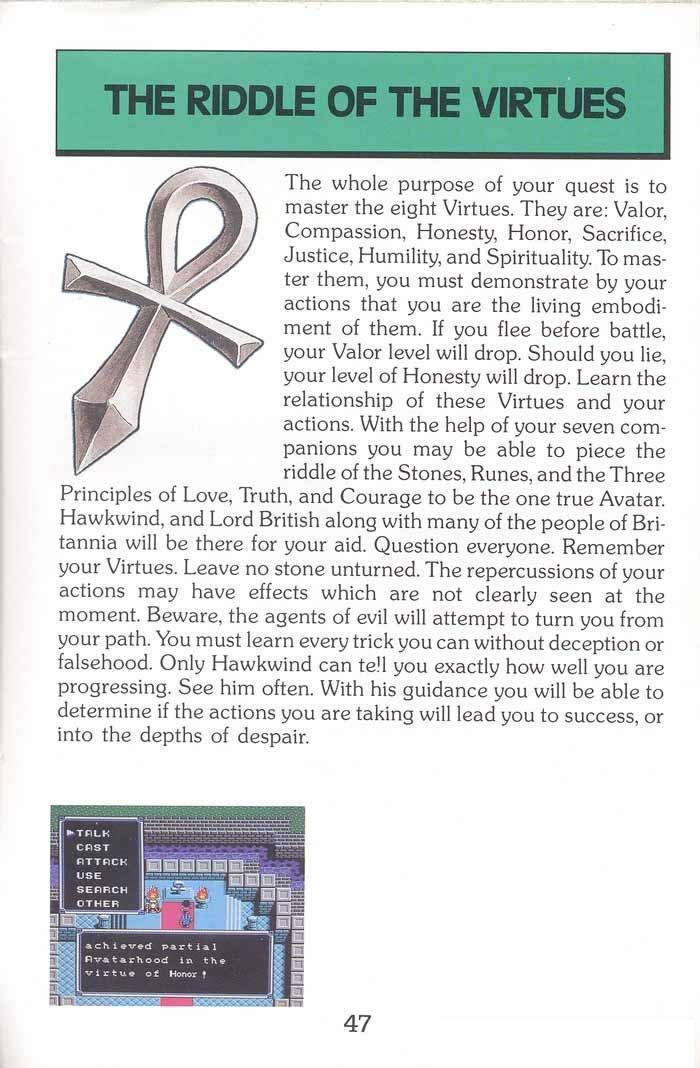 THE RIDDLE OF THE VIRTUES
The whole purpose of your quest is to
master the eight Virtues. They are: Valor,
Compassion, Honesty, Honor, Sacrifice,
Justice, Humility, and Spirituality. To mas-
ter them, you must demonstrate by your
actions that you are the living embodi-
ment of them. If you flee before battle,
your Valor level will drop. Should you lie,
your level of Honesty will drop. Learn the
relationship of these Virtues and your
actions. With the help of your seven com-
panions you may be able to piece the
riddle of the Stones, Runes, and the Three
Principles of Love, Truth, and Courage to be the one true Avatar.
Hawkwind, and Lord British along with many of the people of Bri-
tannia will be there for your aid. Question everyone. Remember
your Virtues. Leave no stone unturned. The repercussions of your
actions may have effects which are not clearly seen at the
moment. Beware, the agents of evil will attempt to turn you from
your path. You must learn every trick you can without deception or
falsehood. Only Hawkwind can tell you exactly how well you are
progressing. See him often. With his guidance you will be able to
determine if the actions you are taking will lead you to success, or
into the depths of despair.
TALK
CAST
ATTACK
USE
SEARCH
OTHER
achieved partial
Avatarhood in the
virtue of Honor!
47